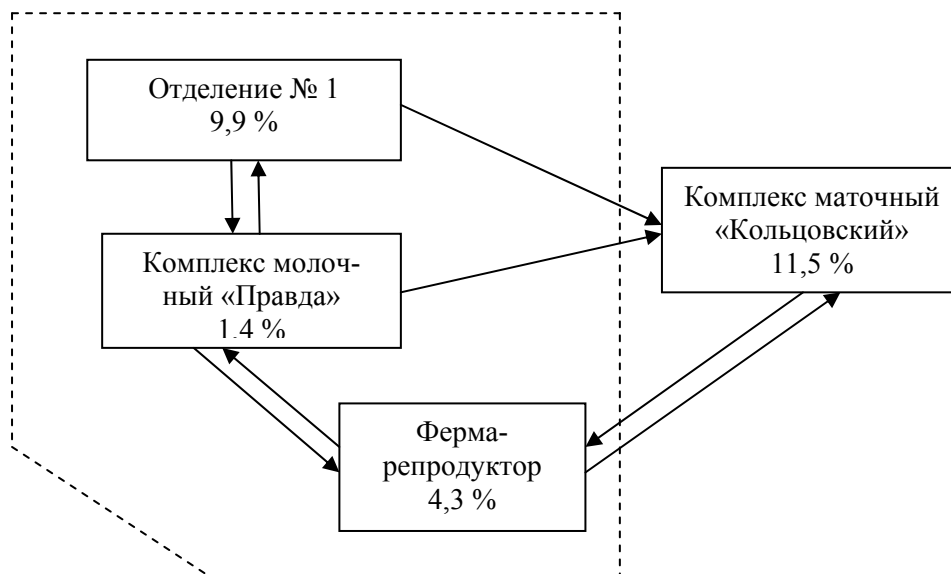 Отделение № 1
9,9 %
Комплекс маточный
«Кольцовский»
11,5 %
Комплекс молоч-
ный «Правда»
1,4 %
Ферма-
репродуктор
4,3 %